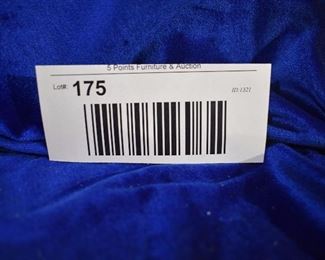 5 Points Furniture & Auction
Lot#: 175
ID:1321